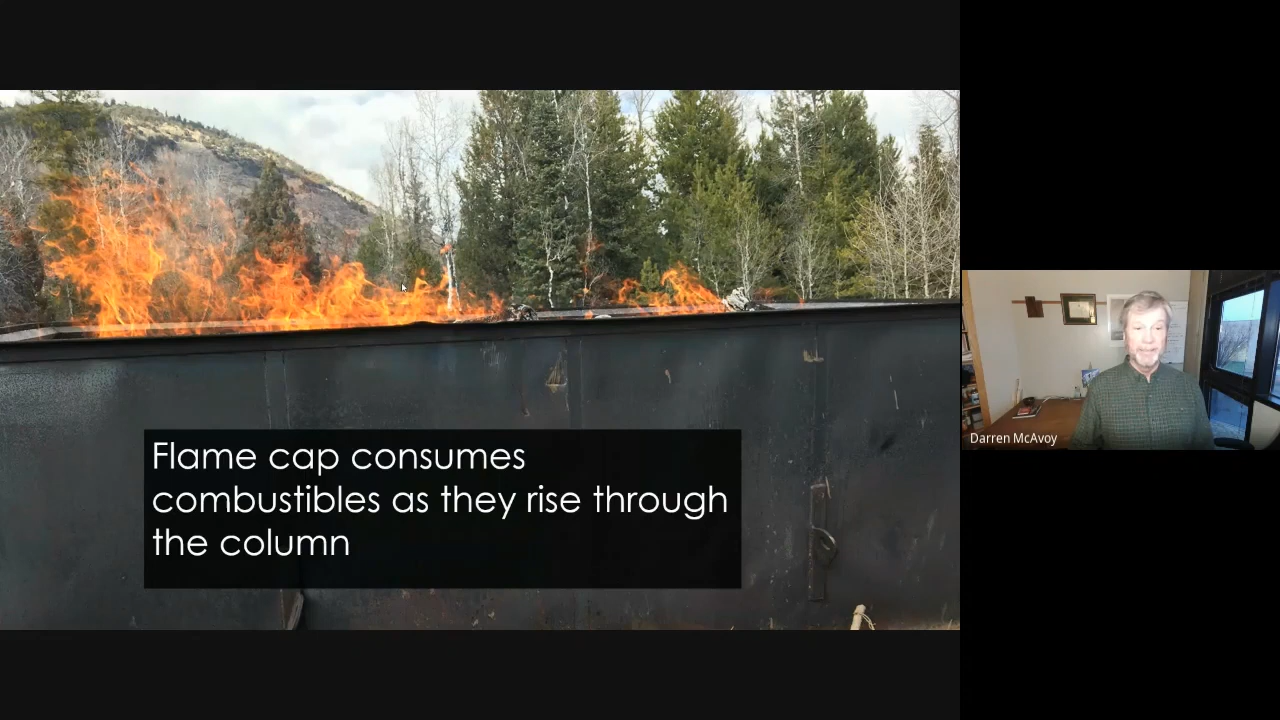 Flame cap consumes
combustibles as they rise through
the column
Darren McAvoy